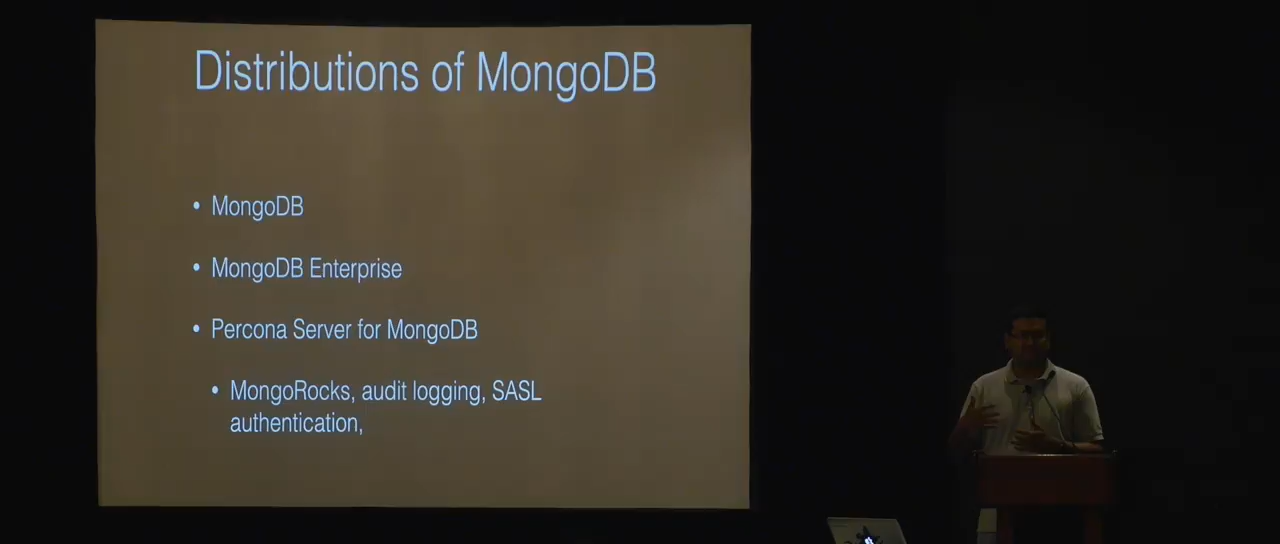 Distributions of MongoDB
• MongoDB
• MongoDB Enterprise
• Percona Server for MongoDB
• MongoRocks, audit logging, SASL
authentication,